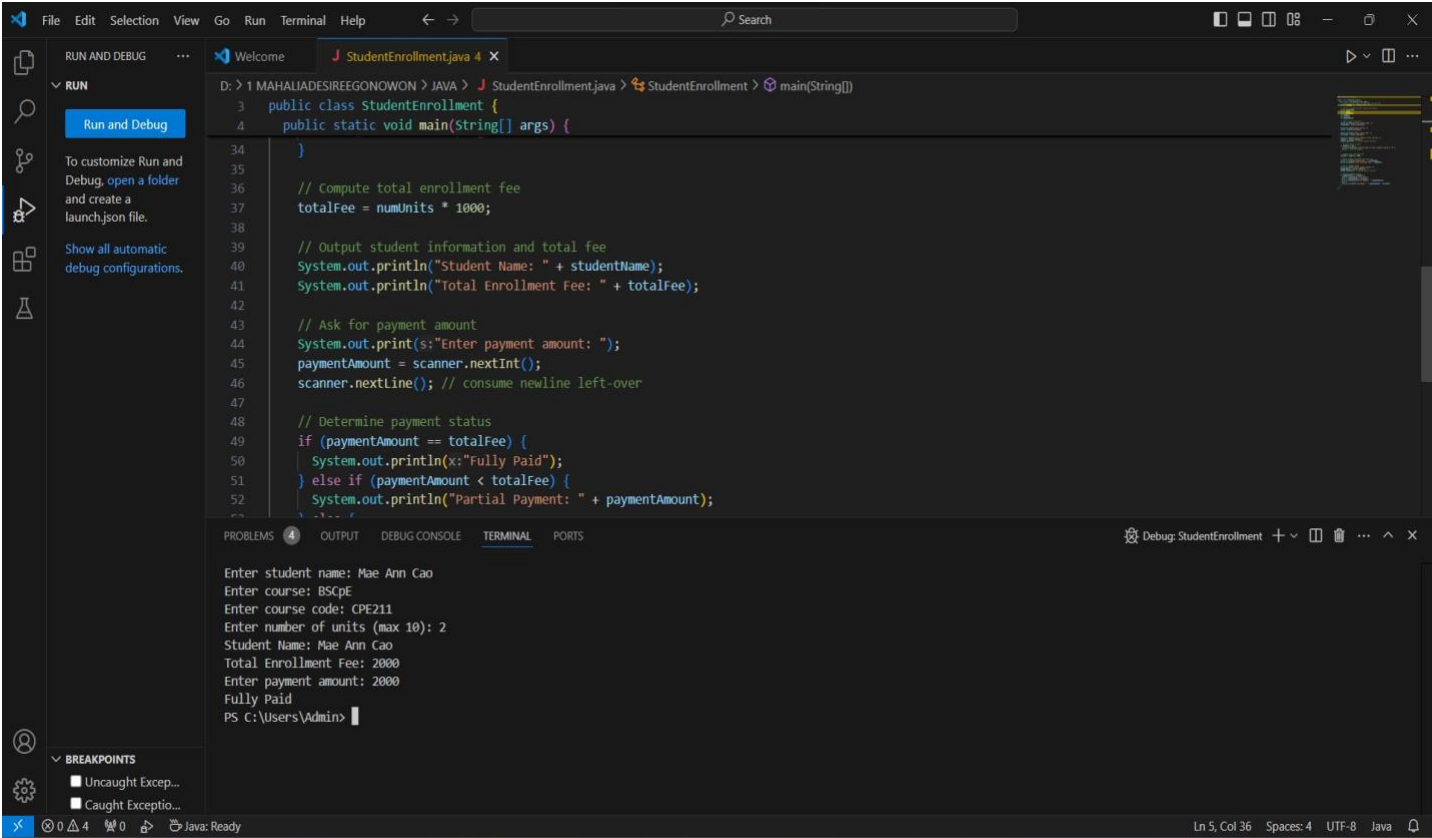 File Edit Selection View Go Run Terminal Help Search
RUN AND DEBUG
RUN
Run and Debug
To customize Run and
Debug, open a folder
and create a
launch.json file.
Show all automatic
debug configurations.
Welcome J StudentEnrollment.java 4
D: > 1 MAHALIADESIREEGONOWON > JAVA > J StudentEnrollment.java > StudentEnrollment > main(String[])
3 public class StudentEnrollment {
4 public static void main(String[] args) {
34 }
35
36 // Compute total enrollment fee
37 totalFee = numUnits * 1000;
38
39 // Output student information and total fee
40 System.out.println("Student Name: " + studentName);
41 System.out.println("Total Enrollment Fee: " + totalFee);
42
43 // Ask for payment amount
44 System.out.print(s:"Enter payment amount: ");
45 paymentAmount = scanner.nextInt();
46 scanner.nextLine(); // consume newline left-over
47
48 // Determine payment status
49 if (paymentAmount == totalFee) {
50 System.out.println(x:"Fully Paid");
51 } else if (paymentAmount < totalFee) {
52 System.out.println("Partial Payment: " + paymentAmount);
PROBLEMS 4 OUTPUT DEBUG CONSOLE TERMINAL PORTS Debug: StudentEnrollment
Enter student name: Mae Ann Cao
Enter course: BSCpE
Enter course code: CPE211
Enter number of units (max 10): 2
Student Name: Mae Ann Cao
Total Enrollment Fee: 2000
Enter payment amount: 2000
Fully Paid
PS C:\Users\Admin>
BREAKPOINTS
Uncaught Excep...
Caught Exceptio...
0 4 0 Java: Ready Ln 5, Col 36 Spaces: 4 UTF-8 Java